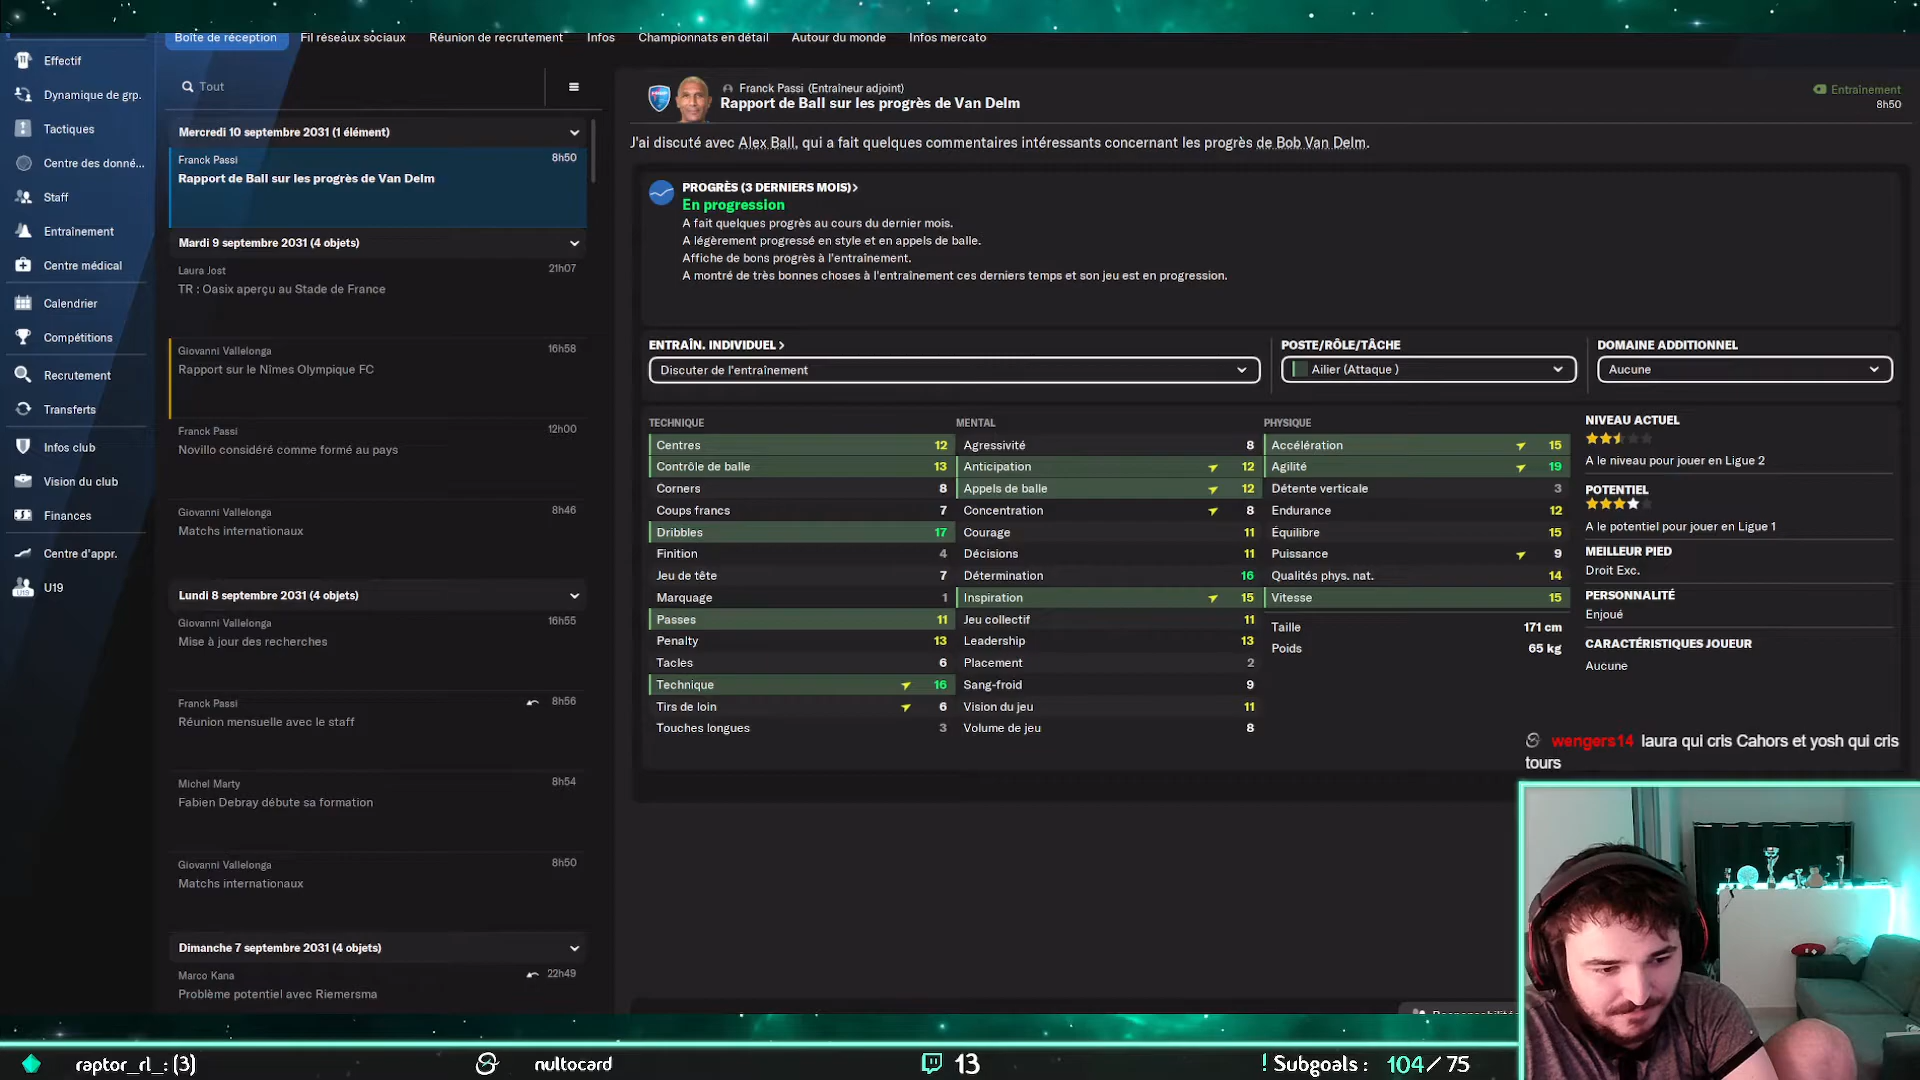 Boîte de réception
Fil réseaux sociaux
Réunion de recrutement
Infos
Championnats en détail
Autour du monde
Infos mercato
Effectif
Dynamique de grp.
Tactiques
Centre des donné...
Staff
Entraînement
Centre médical
Calendrier
Compétitions
Recrutement
Transferts
Infos club
Vision du club
Finances
Centre d'appr.
U19
Tout
Mercredi 10 septembre 2031 (1 élément)
Franck Passi 8h50
Rapport de Ball sur les progrès de Van Delm
Mardi 9 septembre 2031 (4 objets)
Laura Jost 21h07
TR : Oasix aperçu au Stade de France
Giovanni Vallelonga 16h58
Rapport sur le Nîmes Olympique FC
Franck Passi 12h00
Novillo considéré comme formé au pays
Giovanni Vallelonga 8h46
Matchs internationaux
Lundi 8 septembre 2031 (4 objets)
Giovanni Vallelonga 16h55
Mise à jour des recherches
Franck Passi 8h56
Réunion mensuelle avec le staff
Michel Marty 8h54
Fabien Debray débute sa formation
Giovanni Vallelonga 8h50
Matchs internationaux
Dimanche 7 septembre 2031 (4 objets)
Marco Kana 22h49
Problème potentiel avec Riemersma
Franck Passi (Entraîneur adjoint)
Rapport de Ball sur les progrès de Van Delm
Entraînement
8h50
J'ai discuté avec Alex Ball, qui a fait quelques commentaires intéressants concernant les progrès de Bob Van Delm.
PROGRÈS (3 DERNIERS MOIS)>
En progression
A fait quelques progrès au cours du dernier mois.
A légèrement progressé en style et en appels de balle.
Affiche de bons progrès à l'entraînement.
A montré de très bonnes choses à l'entraînement ces derniers temps et son jeu est en progression.
ENTRAÎN. INDIVIDUEL >
Discuter de l'entraînement
POSTE/RÔLE/TÂCHE
Ailier (Attaque )
DOMAINE ADDITIONNEL
Aucune
TECHNIQUE
Centres 12
Contrôle de balle 13
Corners 8
Coups francs 7
Dribbles 17
Finition 4
Jeu de tête 7
Marquage 1
Passes 11
Penalty 13
Tacles 6
Technique 16
Tirs de loin 6
Touches longues 3
MENTAL
Agressivité 8
Anticipation 12
Appels de balle 12
Concentration 8
Courage 11
Décisions 11
Détermination 16
Inspiration 15
Jeu collectif 11
Leadership 13
Placement 2
Sang-froid 9
Vision du jeu 11
Volume de jeu 8
PHYSIQUE
Accélération 15
Agilité 19
Détente verticale 3
Endurance 12
Équilibre 15
Puissance 9
Qualités phys. nat. 14
Vitesse 15
Taille 171 cm
Poids 65 kg
NIVEAU ACTUEL
A le niveau pour jouer en Ligue 2
POTENTIEL
A le potentiel pour jouer en Ligue 1
MEILLEUR PIED
Droit Exc.
PERSONNALITÉ
Enjoué
CARACTÉRISTIQUES JOUEUR
Aucune
wengers14 laura qui cris Cahors et yosh qui cris
tours
raptor_rl_: (3)
nultocard
13
! Subgoals : 104 / 75